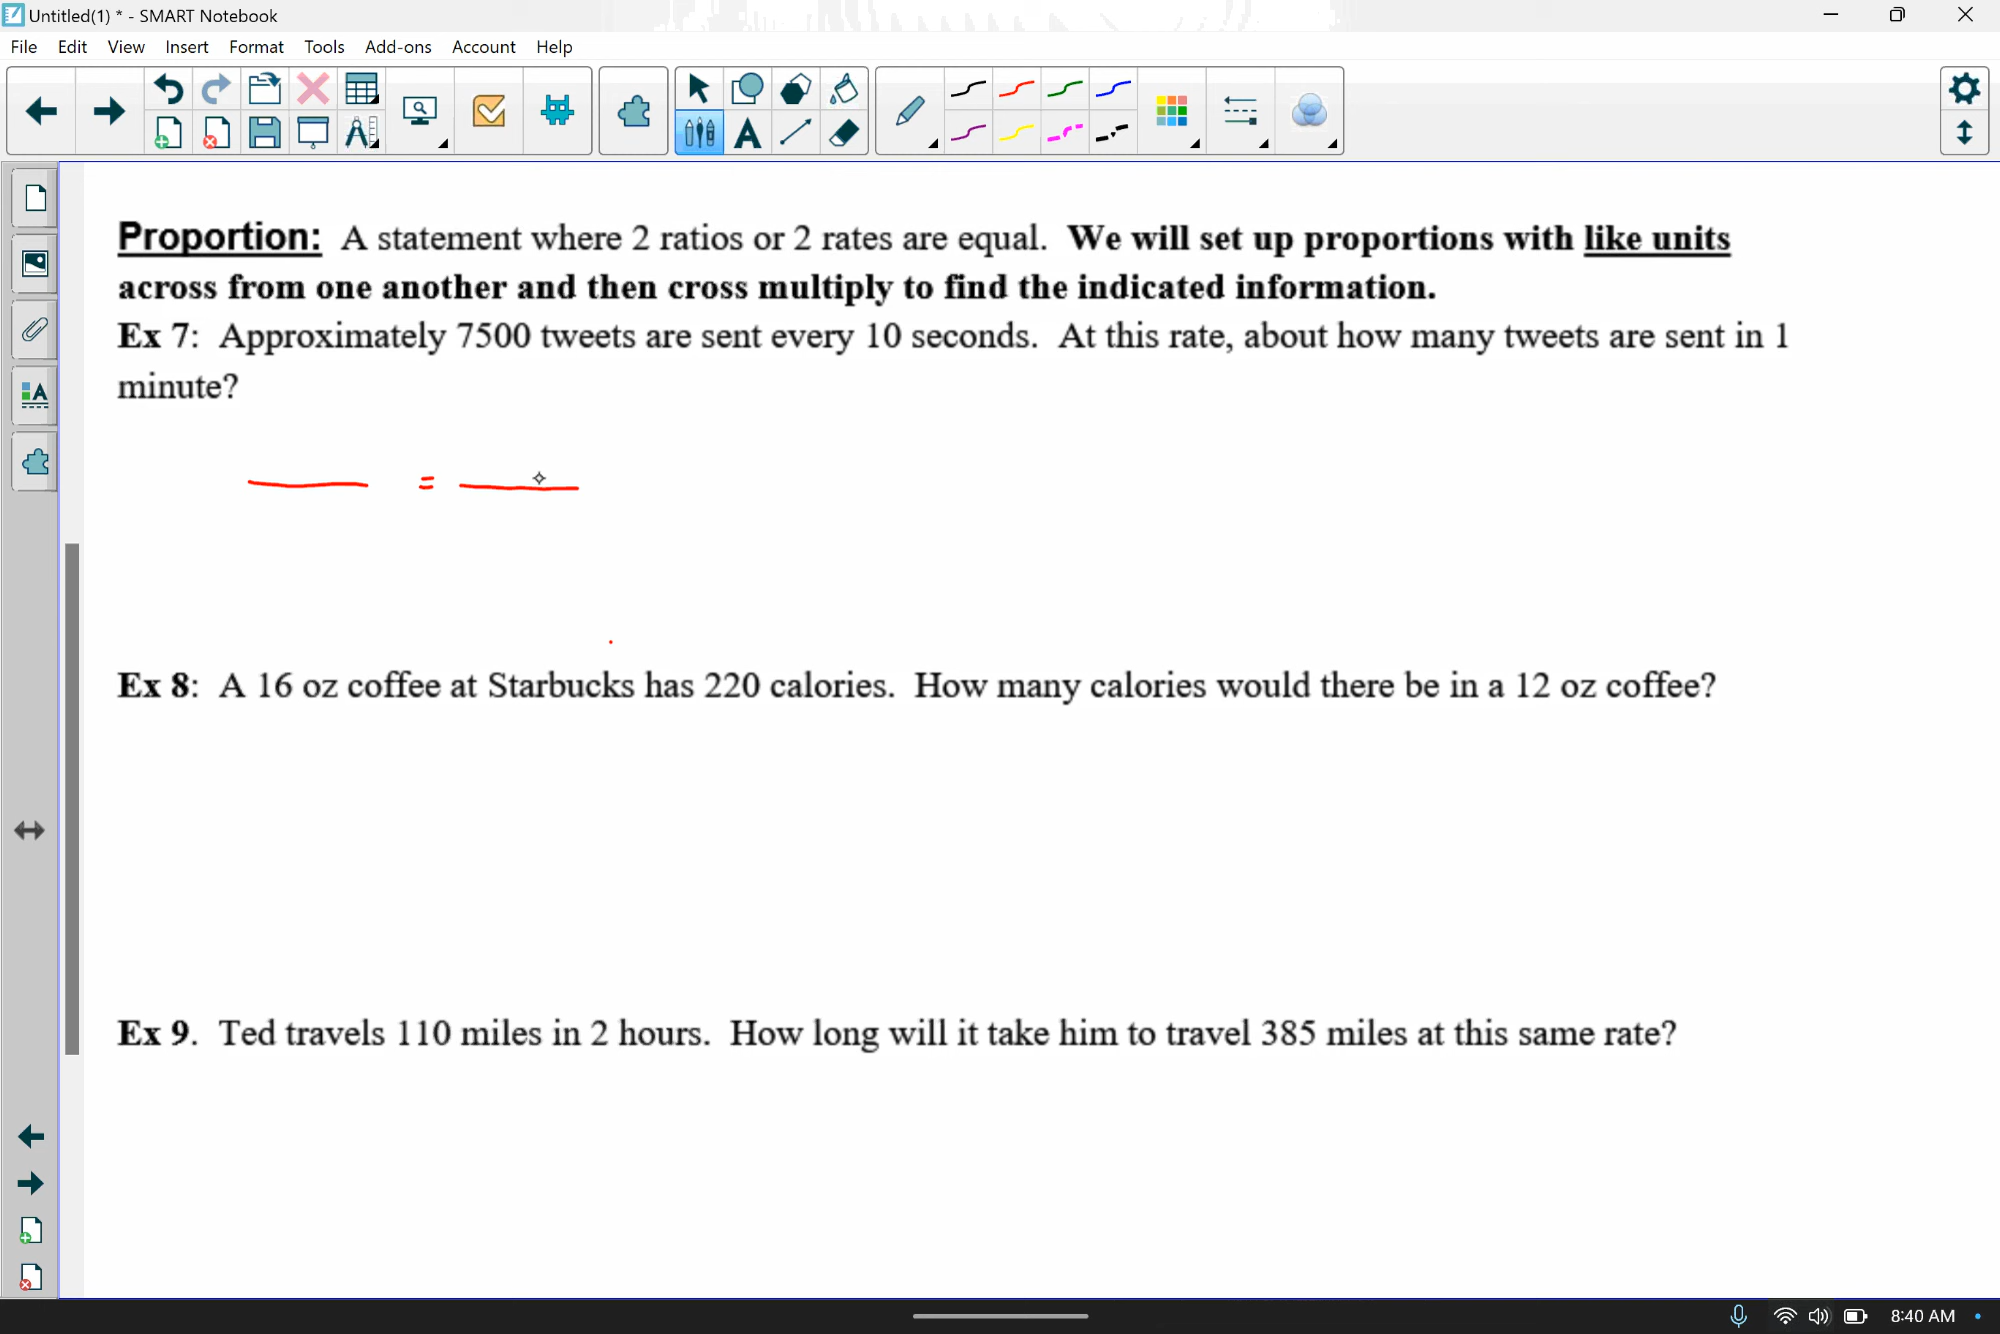 Untitled(1) * - SMART Notebook
File Edit View Insert Format Tools Add-ons Account Help
Proportion: A statement where 2 ratios or 2 rates are equal. We will set up proportions with like units
across from one another and then cross multiply to find the indicated information.
Ex 7: Approximately 7500 tweets are sent every 10 seconds. At this rate, about how many tweets are sent in 1
minute?
=
Ex 8: A 16 oz coffee at Starbucks has 220 calories. How many calories would there be in a 12 oz coffee?
Ex 9. Ted travels 110 miles in 2 hours. How long will it take him to travel 385 miles at this same rate?
8:40 AM